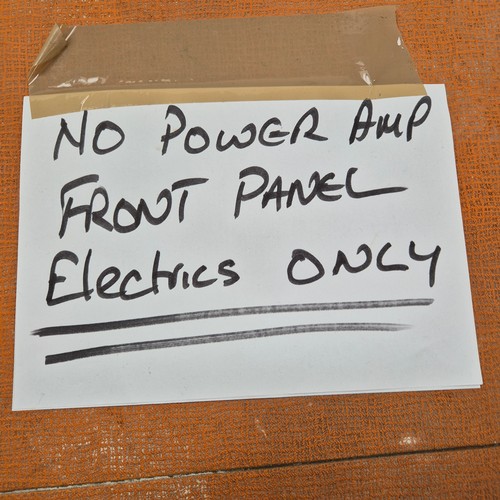 NO POWER AMP
FRONT PANEL
Electrics ONLY